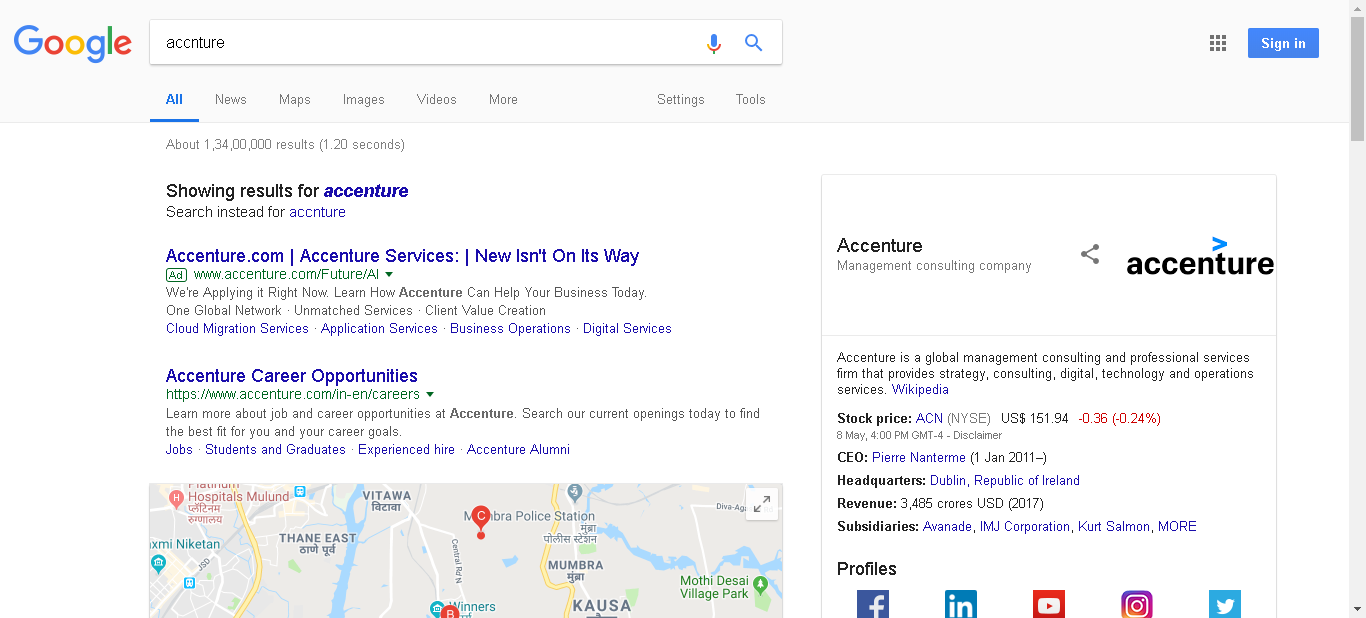 Google
accnture
Sign in
All News Maps Images Videos More Settings Tools
About 1,34,00,000 results (1.20 seconds)
Showing results for accenture
Search instead for accnture
Accenture.com | Accenture Services: | New Isn't On Its Way
Ad www.accenture.com/Future/AI
We're Applying it Right Now. Learn How Accenture Can Help Your Business Today.
One Global Network · Unmatched Services · Client Value Creation
Cloud Migration Services · Application Services · Business Operations · Digital Services
Accenture Career Opportunities
https://www.accenture.com/in-en/careers
Learn more about job and career opportunities at Accenture. Search our current openings today to find
the best fit for you and your career goals.
Jobs · Students and Graduates · Experienced hire · Accenture Alumni
Platinum
H Hospitals Mulund
प्लॅटिनम
रुग्णालय
VITAWA
विटावा
THANE EAST
ठाणे पूर्व
JSD
Central Rd N
C
Police Station
मुंब्रा
पोलीस स्टेशन
MUMBRA
मुंब्रा
Niketan
Mothi Desai
Village Park
Winners
B
KAUSA
Accenture
Management consulting company
accenture
Accenture is a global management consulting and professional services
firm that provides strategy, consulting, digital, technology and operations
services. Wikipedia
Stock price: ACN (NYSE) US$ 151.94 -0.36 (-0.24%)
8 May, 4:00 PM GMT-4 - Disclaimer
CEO: Pierre Nanterme (1 Jan 2011–)
Headquarters: Dublin, Republic of Ireland
Revenue: 3,485 crores USD (2017)
Subsidiaries: Avanade, IMJ Corporation, Kurt Salmon, MORE
Profiles